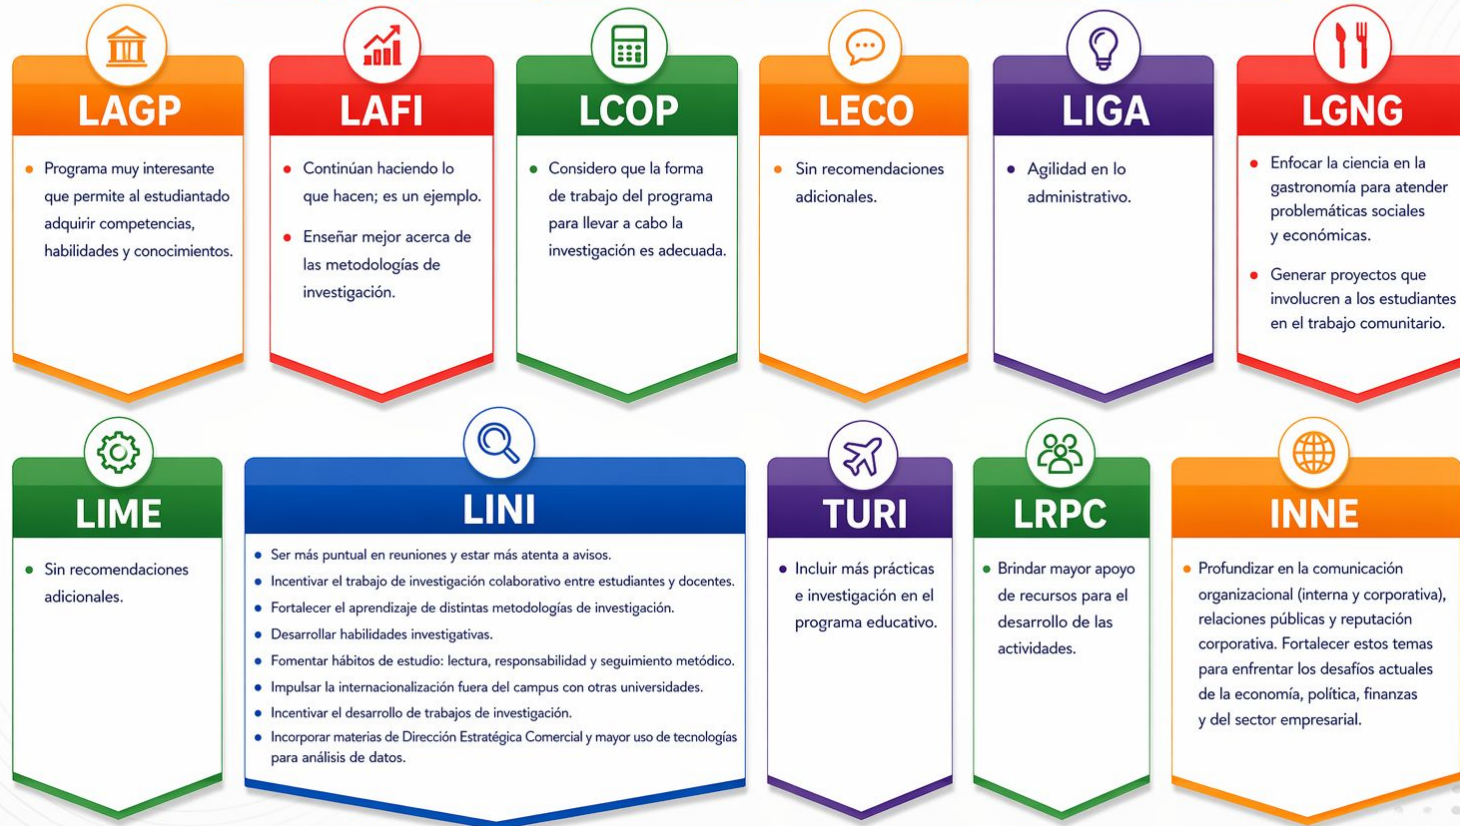 LAGP
Programa muy interesante
que permite al estudiantado
adquirir competencias,
habilidades y conocimientos.
LAFI
Continúan haciendo lo
que hacen; es un ejemplo.
Enseñar mejor acerca de
las metodologías de
investigación.
LCOP
Considero que la forma
de trabajo del programa
para llevar a cabo la
investigación es adecuada.
LECO
Sin recomendaciones
adicionales.
LIGA
Agilidad en lo
administrativo.
LGNG
Enfocar la ciencia en la
gastronomía para atender
problemáticas sociales
y económicas.
Generar proyectos que
involucren a los estudiantes
en el trabajo comunitario.
LIME
Sin recomendaciones
adicionales.
LINI
Ser más puntual en reuniones y estar más atenta a avisos.
Incentivar el trabajo de investigación colaborativo entre estudiantes y docentes.
Fortalecer el aprendizaje de distintas metodologías de investigación.
Desarrollar habilidades investigativas.
Fomentar hábitos de estudio: lectura, responsabilidad y seguimiento metódico.
Impulsar la internacionalización fuera del campus con otras universidades.
Incentivar el desarrollo de trabajos de investigación.
Incorporar materias de Dirección Estratégica Comercial y mayor uso de tecnologías
para análisis de datos.
TURI
Incluir más prácticas
e investigación en el
programa educativo.
LRPC
Brindar mayor apoyo
de recursos para el
desarrollo de las
actividades.
INNE
Profundizar en la comunicación
organizacional (interna y corporativa),
relaciones públicas y reputación
corporativa. Fortalecer estos temas
para enfrentar los desafíos actuales
de la economía, política, finanzas
y del sector empresarial.